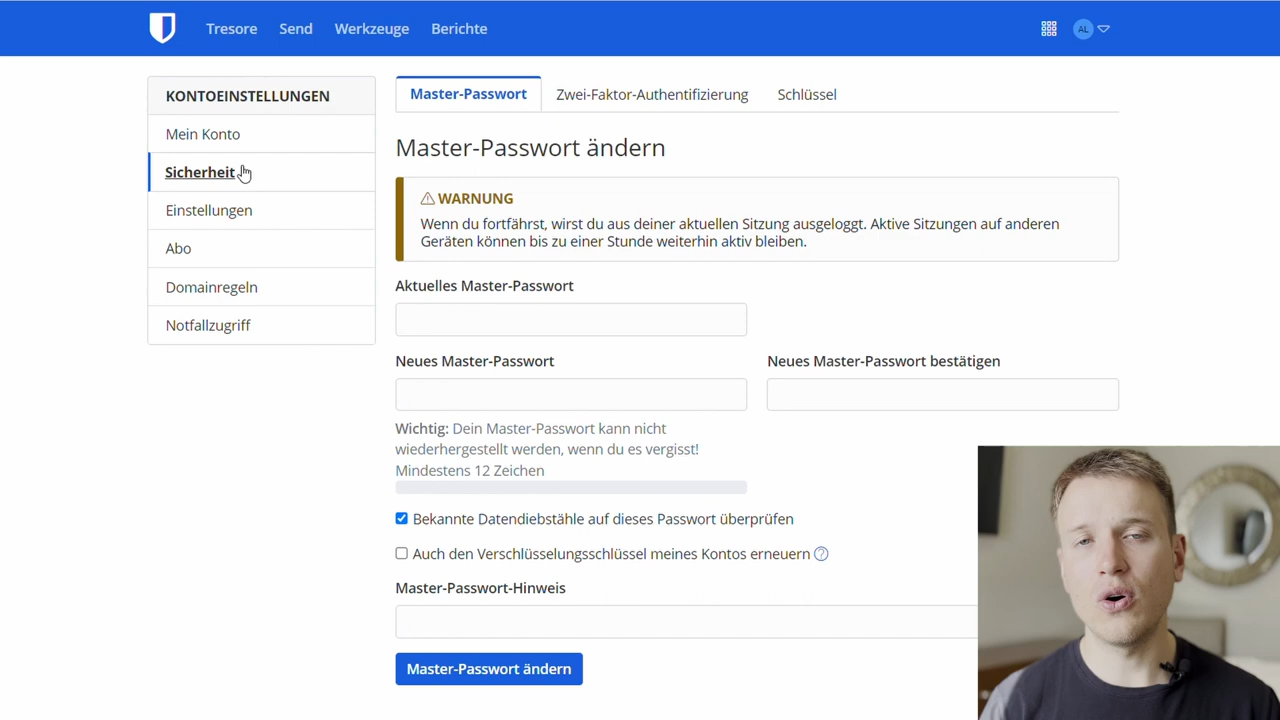 Tresore Send Werkzeuge Berichte AL
KONTOEINSTELLUNGEN
Mein Konto
Sicherheit
Einstellungen
Abo
Domainregeln
Notfallzugriff
Master-Passwort Zwei-Faktor-Authentifizierung Schlüssel
Master-Passwort ändern
WARNUNG
Wenn du fortfährst, wirst du aus deiner aktuellen Sitzung ausgeloggt. Aktive Sitzungen auf anderen
Geräten können bis zu einer Stunde weiterhin aktiv bleiben.
Aktuelles Master-Passwort
Neues Master-Passwort Neues Master-Passwort bestätigen
Wichtig: Dein Master-Passwort kann nicht
wiederhergestellt werden, wenn du es vergisst!
Mindestens 12 Zeichen
Bekannte Datendiebstähle auf dieses Passwort überprüfen
Auch den Verschlüsselungsschlüssel meines Kontos erneuern ?
Master-Passwort-Hinweis
Master-Passwort ändern